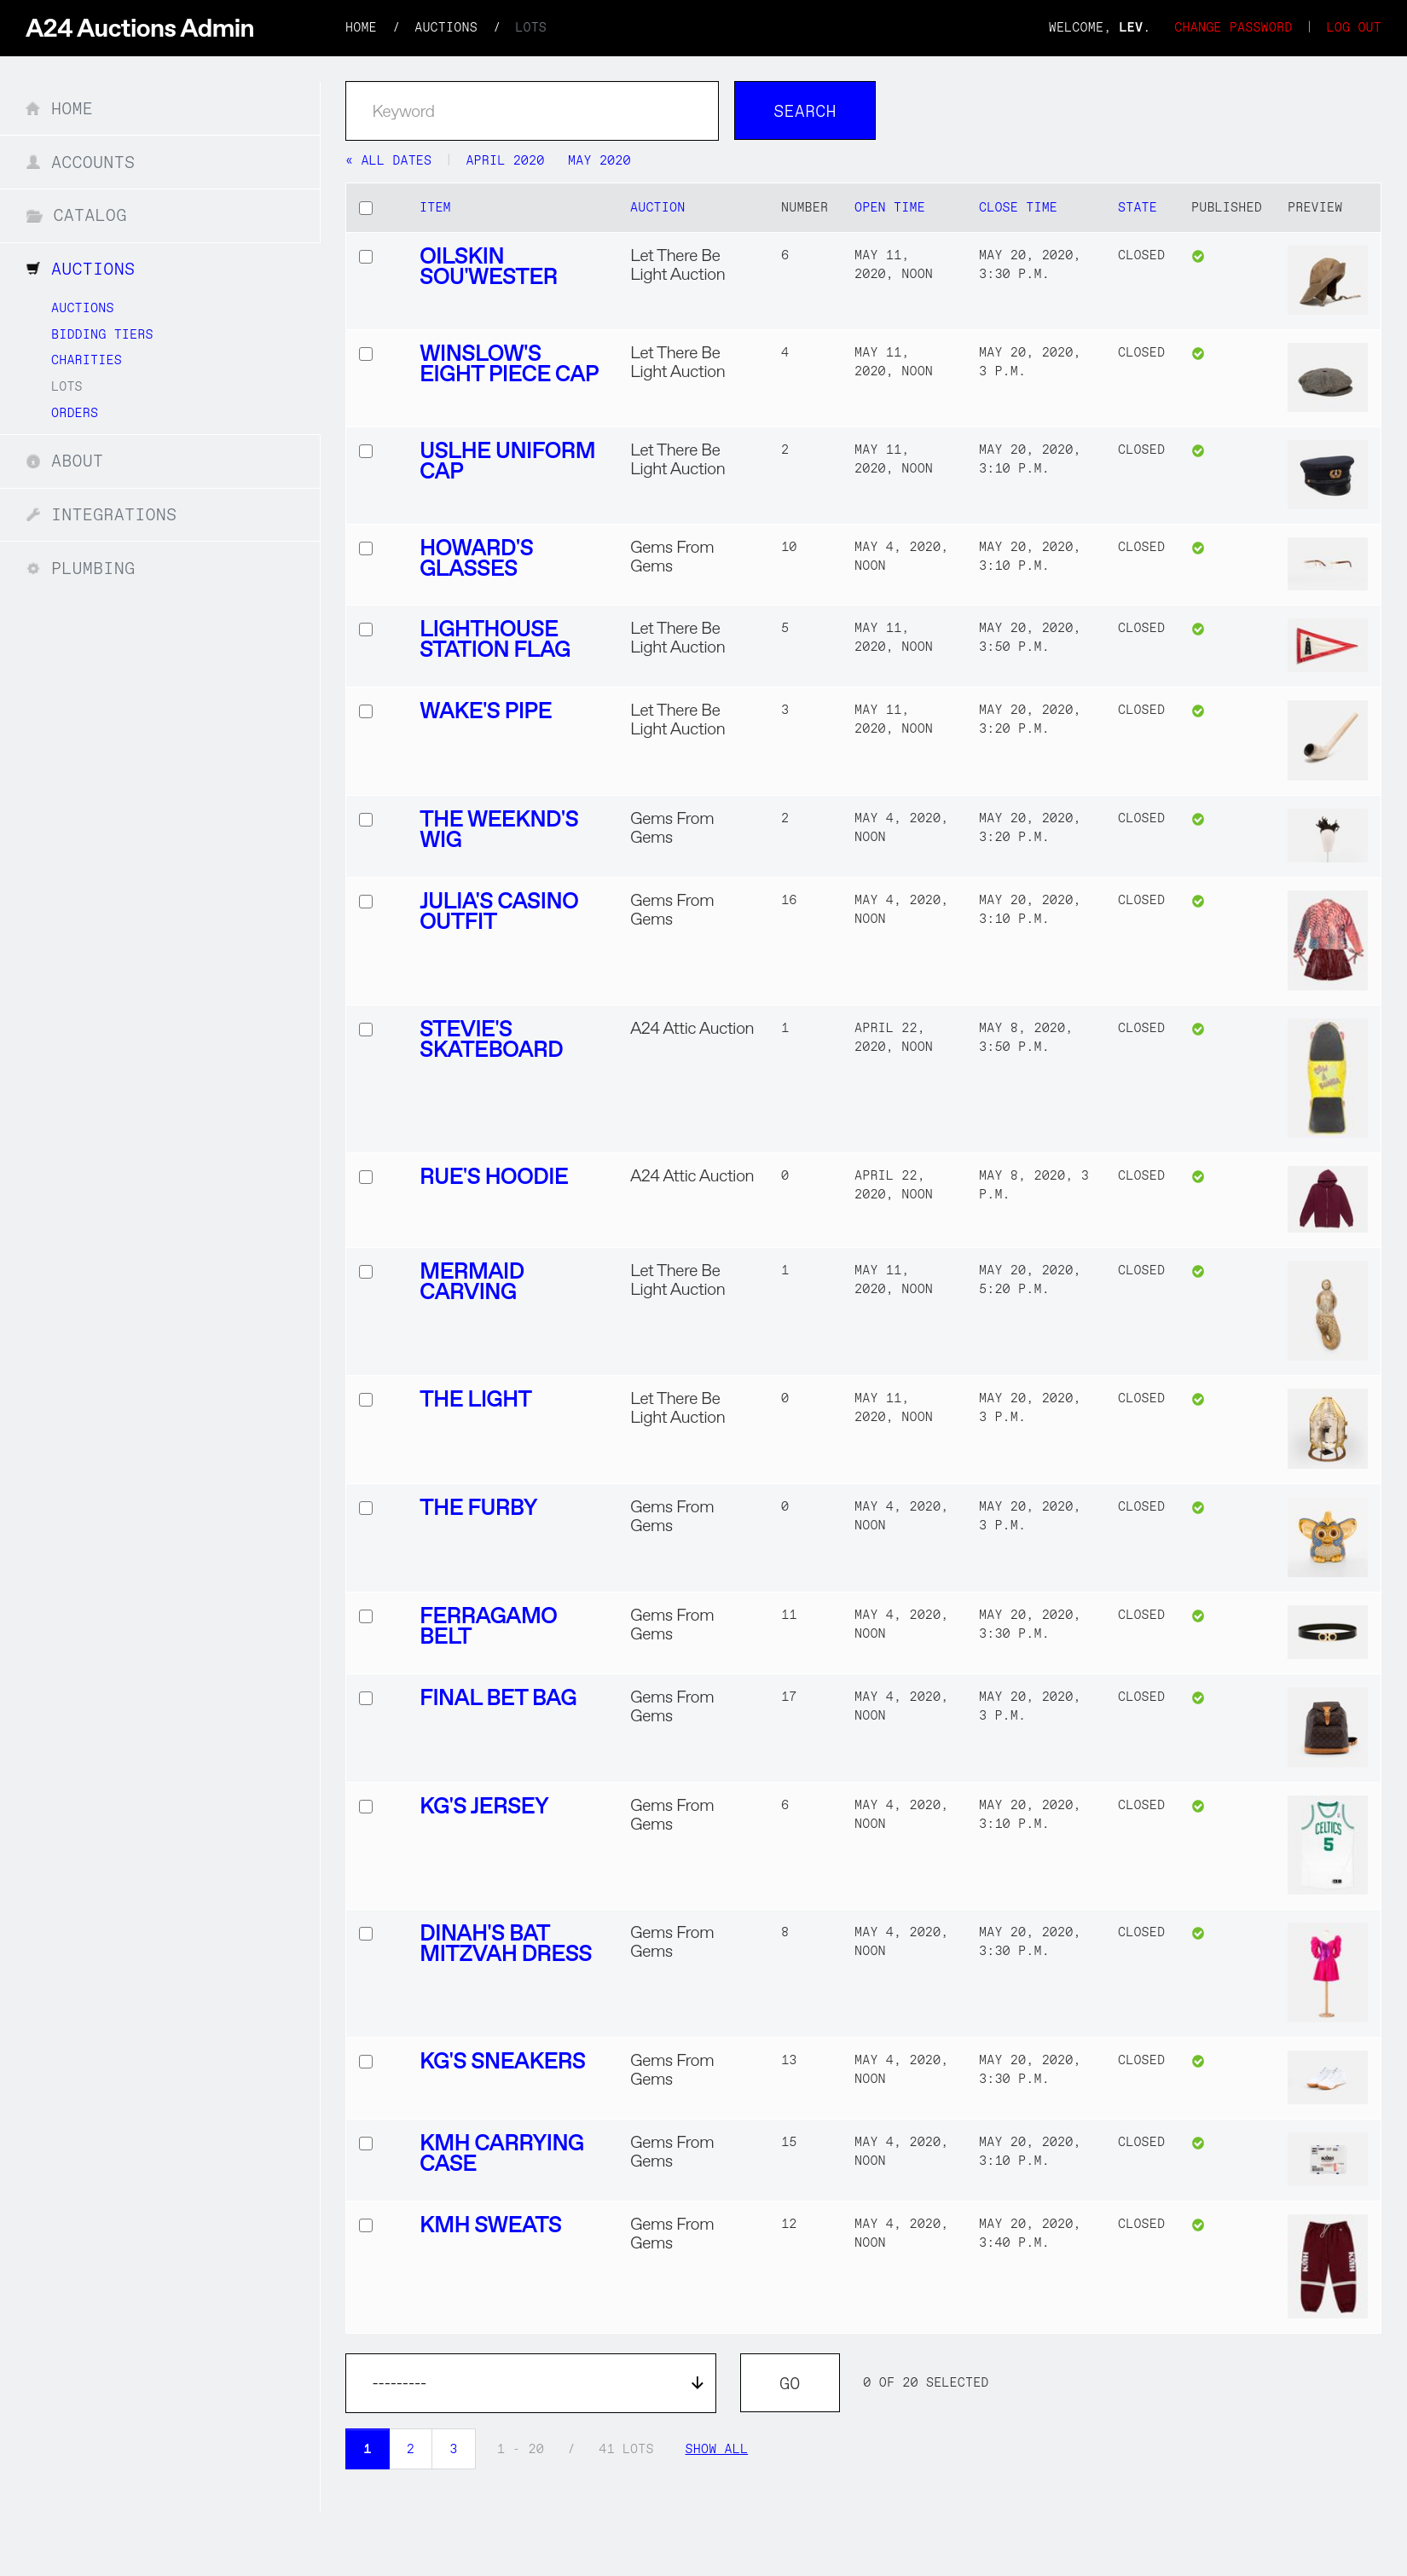 A24 Auctions Admin
HOME / AUCTIONS / LOTS
WELCOME, LEV. CHANGE PASSWORD | LOG OUT
HOME
ACCOUNTS
CATALOG
AUCTIONS
AUCTIONS
BIDDING TIERS
CHARITIES
LOTS
ORDERS
ABOUT
INTEGRATIONS
PLUMBING
Keyword
SEARCH
« ALL DATES | APRIL 2020 MAY 2020
ITEM AUCTION NUMBER OPEN TIME CLOSE TIME STATE PUBLISHED PREVIEW
OILSKIN Let There Be 6 MAY 11, MAY 20, 2020, CLOSED
SOU'WESTER Light Auction 2020, NOON 3:30 P.M.
WINSLOW'S Let There Be 4 MAY 11, MAY 20, 2020, CLOSED
EIGHT PIECE CAP Light Auction 2020, NOON 3 P.M.
USLHE UNIFORM Let There Be 2 MAY 11, MAY 20, 2020, CLOSED
CAP Light Auction 2020, NOON 3:10 P.M.
HOWARD'S Gems From 10 MAY 4, 2020, MAY 20, 2020, CLOSED
GLASSES Gems NOON 3:10 P.M.
LIGHTHOUSE Let There Be 5 MAY 11, MAY 20, 2020, CLOSED
STATION FLAG Light Auction 2020, NOON 3:50 P.M.
WAKE'S PIPE Let There Be 3 MAY 11, MAY 20, 2020, CLOSED
Light Auction 2020, NOON 3:20 P.M.
THE WEEKND'S Gems From 2 MAY 4, 2020, MAY 20, 2020, CLOSED
WIG Gems NOON 3:20 P.M.
JULIA'S CASINO Gems From 16 MAY 4, 2020, MAY 20, 2020, CLOSED
OUTFIT Gems NOON 3:10 P.M.
STEVIE'S A24 Attic Auction 1 APRIL 22, MAY 8, 2020, CLOSED
SKATEBOARD 2020, NOON 3:50 P.M.
RUE'S HOODIE A24 Attic Auction 0 APRIL 22, MAY 8, 2020, 3 CLOSED
2020, NOON P.M.
MERMAID Let There Be 1 MAY 11, MAY 20, 2020, CLOSED
CARVING Light Auction 2020, NOON 5:20 P.M.
THE LIGHT Let There Be 0 MAY 11, MAY 20, 2020, CLOSED
Light Auction 2020, NOON 3 P.M.
THE FURBY Gems From 0 MAY 4, 2020, MAY 20, 2020, CLOSED
Gems NOON 3 P.M.
FERRAGAMO Gems From 11 MAY 4, 2020, MAY 20, 2020, CLOSED
BELT Gems NOON 3:30 P.M.
FINAL BET BAG Gems From 17 MAY 4, 2020, MAY 20, 2020, CLOSED
Gems NOON 3 P.M.
KG'S JERSEY Gems From 6 MAY 4, 2020, MAY 20, 2020, CLOSED
Gems NOON 3:10 P.M.
CELTICS
5
DINAH'S BAT Gems From 8 MAY 4, 2020, MAY 20, 2020, CLOSED
MITZVAH DRESS Gems NOON 3:30 P.M.
KG'S SNEAKERS Gems From 13 MAY 4, 2020, MAY 20, 2020, CLOSED
Gems NOON 3:30 P.M.
KMH CARRYING Gems From 15 MAY 4, 2020, MAY 20, 2020, CLOSED
CASE Gems NOON 3:10 P.M.
KMH
KMH SWEATS Gems From 12 MAY 4, 2020, MAY 20, 2020, CLOSED
Gems NOON 3:40 P.M.
KMH KMH
---------
GO
0 OF 20 SELECTED
1 2 3 1 - 20 / 41 LOTS SHOW ALL